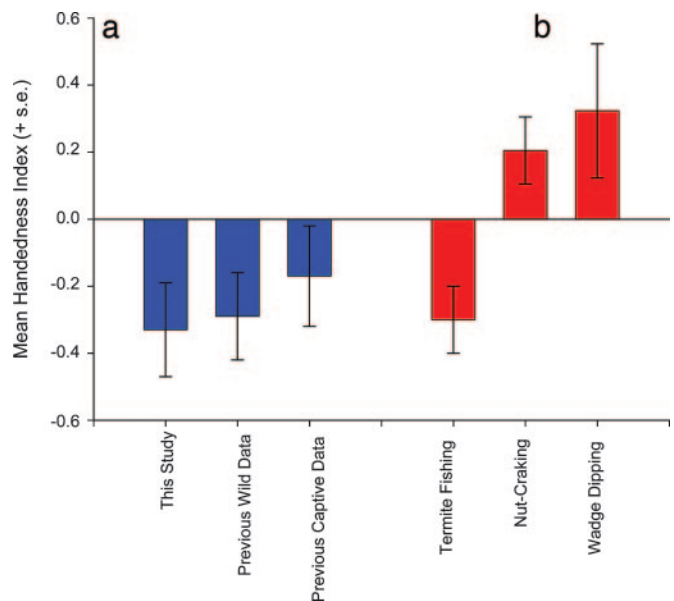 a
b
Mean Handedness Index (+ s.e.)
0.6
0.4
0.2
0.0
-0.2
-0.4
-0.6
This Study
Previous Wild Data
Previous Captive Data
Termite Fishing
Nut-Craking
Wadge Dipping